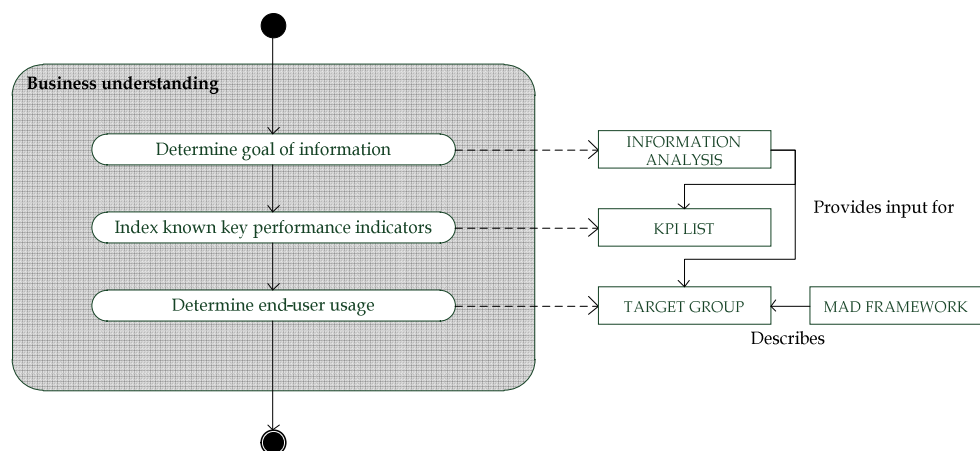 Business understanding
Determine goal of information
INFORMATION
ANALYSIS
Provides input for
Index known key performance indicators
KPI LIST
Determine end-user usage
TARGET GROUP
MAD FRAMEWORK
Describes